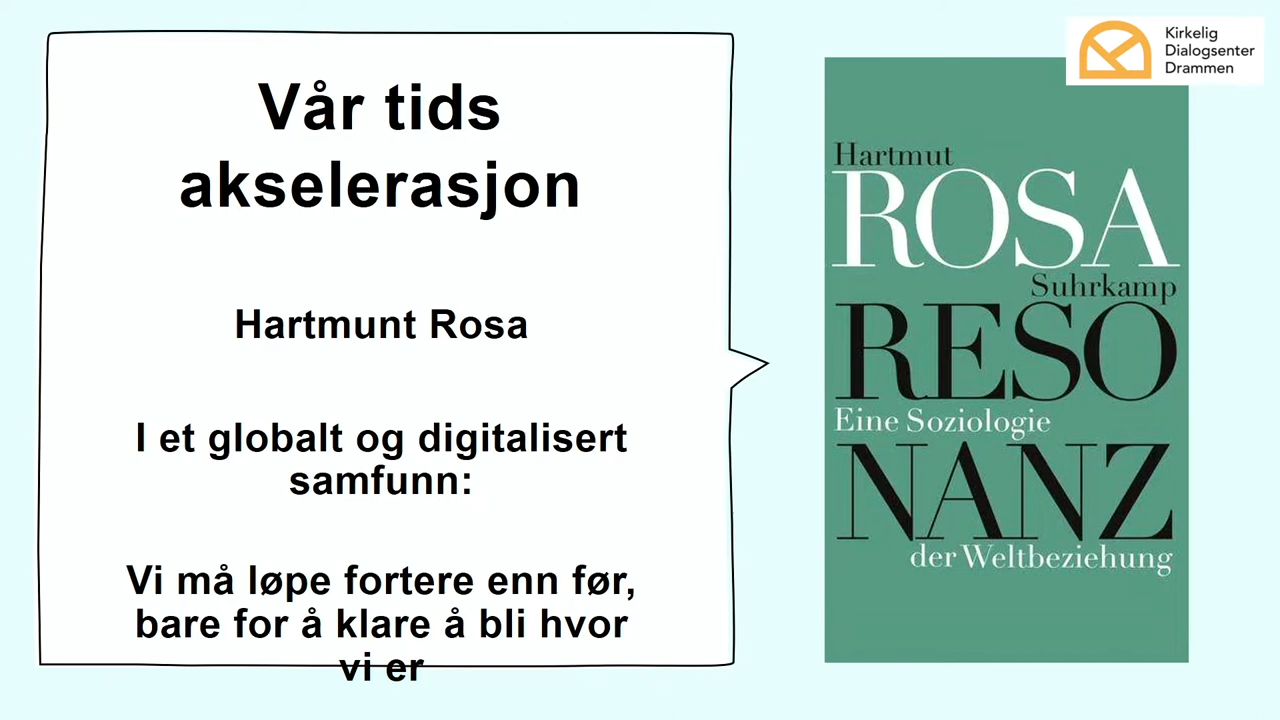 Vår tids
akselerasjon
Hartmunt Rosa
I et globalt og digitalisert
samfunn:
Vi må løpe fortere enn før,
bare for å klare å bli hvor
vi er
Kirkelig
Dialogsenter
Drammen
Hartmut
ROSA
Suhrkamp
RESO
Eine Soziologie
NANZ
der Weltbeziehung